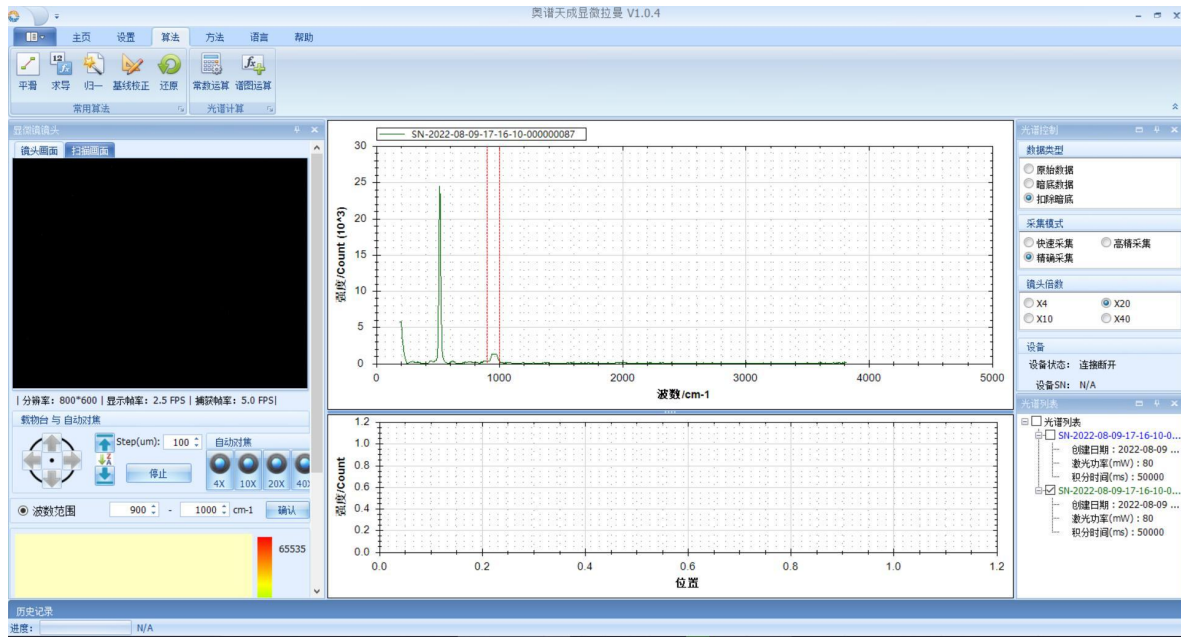 奥谱天成显微拉曼 V1.0.4
主页 设置 算法 方法 语言 帮助
平滑 求导 归一 基线校正 还原 常数运算 谱图运算
常用算法 光谱计算
显微镜镜头
镜头画面 扫描画面
|分辨率: 800*600|显示帧率: 2.5 FPS|捕获帧率: 5.0 FPS|
载物台 与 自动对焦
Step(um): 100 自动对焦
停止
4X 10X 20X 40X
波数范围 900 - 1000 cm-1 确认
65535
SN-2022-08-09-17-16-10-000000087
强度/Count (10^3)
30
25
20
15
10
5
0
0 1000 2000 3000 4000 5000
波数/cm-1
强度/Count
1.2
1.0
0.8
0.6
0.4
0.2
0.0
0.0 0.2 0.4 0.6 0.8 1.0 1.2
位置
光谱控制
数据类型
原始数据
暗底数据
扣除暗底
采集模式
快速采集 高精采集
精确采集
镜头倍数
X4 X20
X10 X40
设备
设备状态: 连接断开
设备SN: N/A
光谱列表
光谱列表
SN-2022-08-09-17-16-10-0...
创建日期：2022-08-09 ...
激光功率(mW)：80
积分时间(ms)：50000
SN-2022-08-09-17-16-10-0...
创建日期：2022-08-09 ...
激光功率(mW)：80
积分时间(ms)：50000
历史记录
进度: N/A